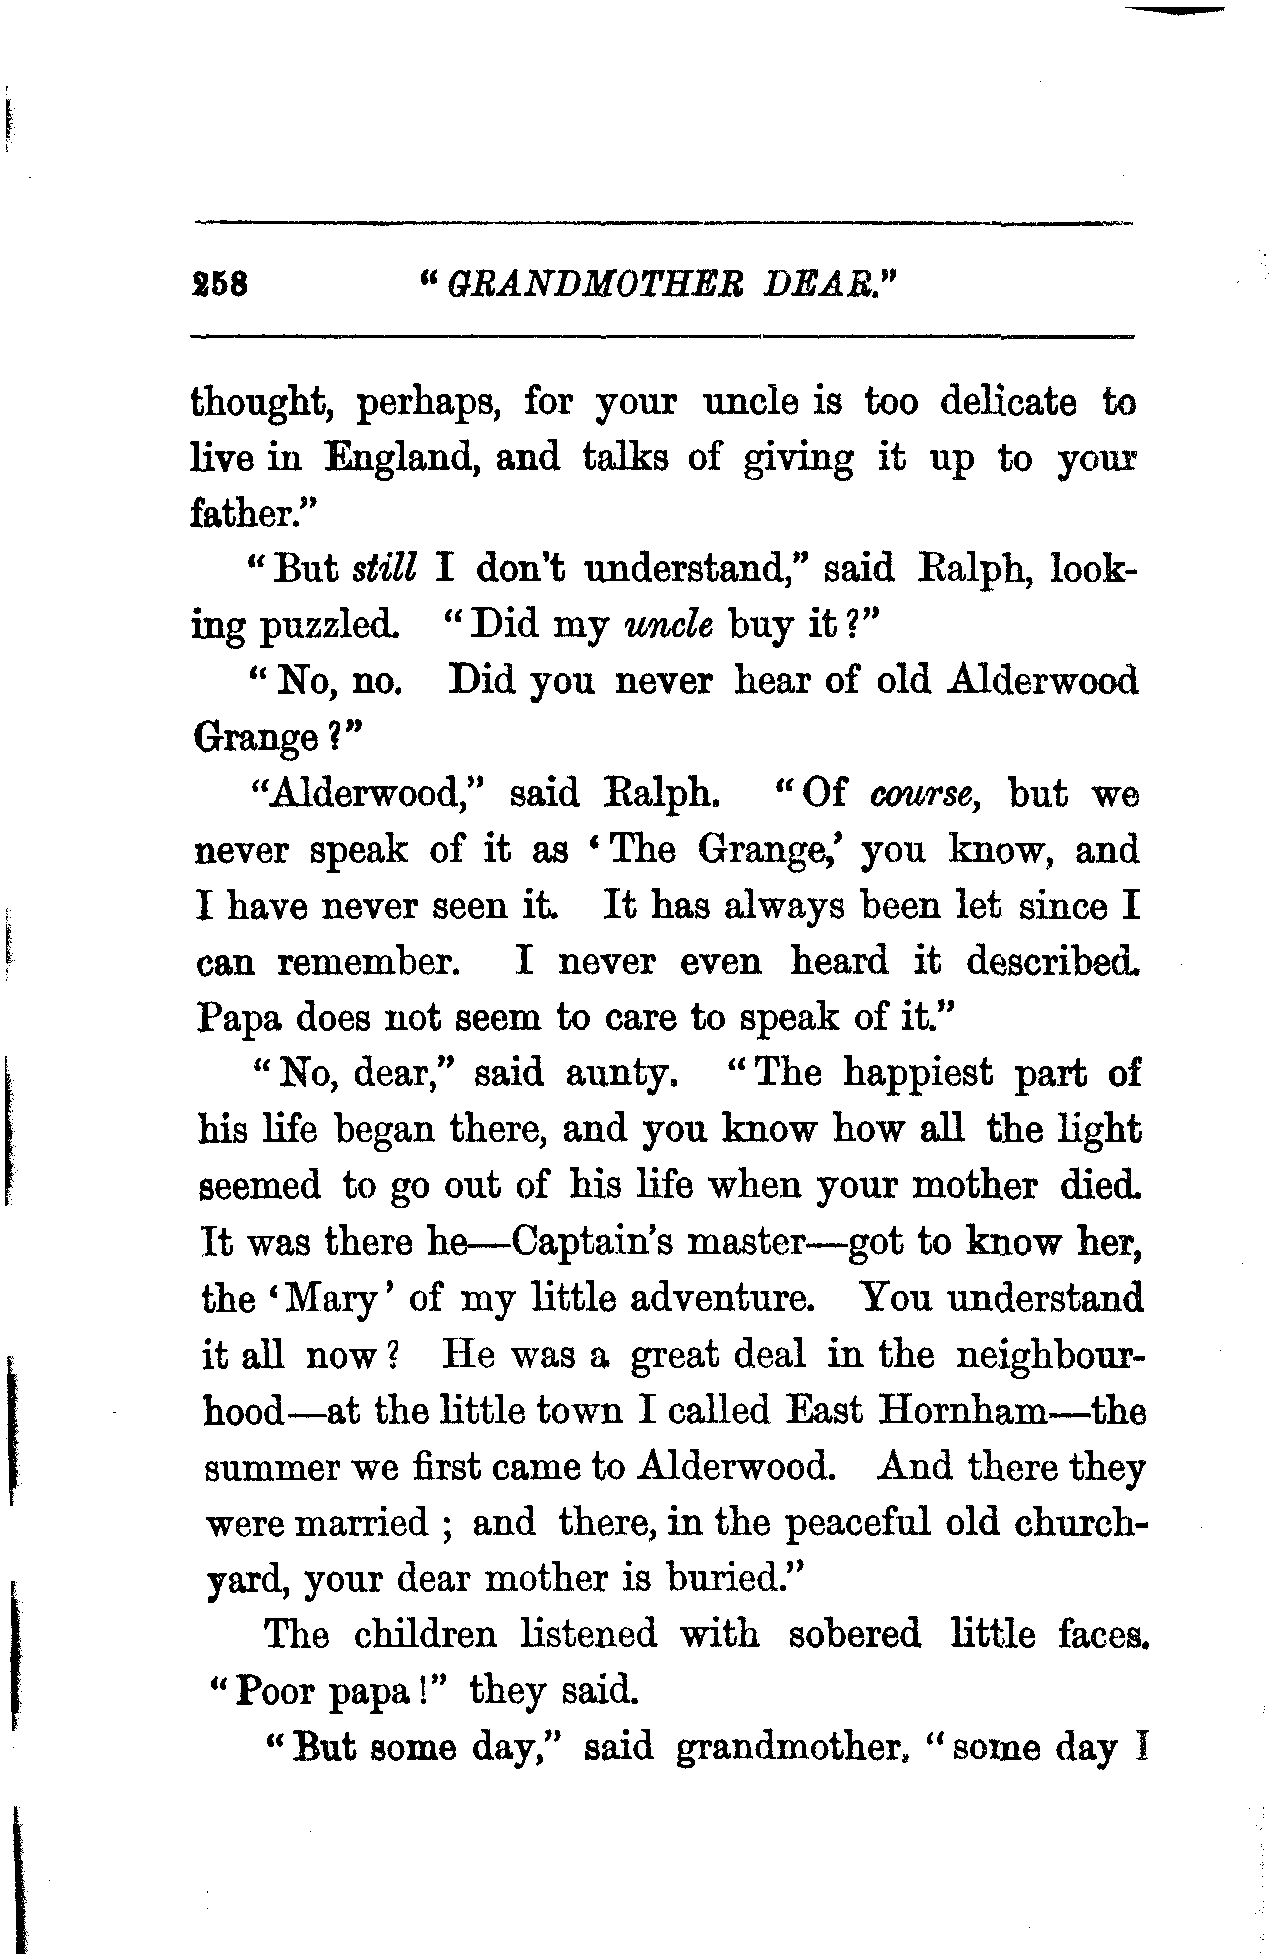 258 "GRANDMOTHER DEAR."
thought, perhaps, for your uncle is too delicate to
live in England, and talks of giving it up to your
father."
"But still I don't understand," said Ralph, look-
ing puzzled. "Did my uncle buy it?"
"No, no. Did you never hear of old Alderwood
Grange?"
"Alderwood," said Ralph. "Of course, but we
never speak of it as 'The Grange,' you know, and
I have never seen it. It has always been let since I
can remember. I never even heard it described.
Papa does not seem to care to speak of it."
"No, dear," said aunty. "The happiest part of
his life began there, and you know how all the light
seemed to go out of his life when your mother died.
It was there he—Captain's master—got to know her,
the 'Mary' of my little adventure. You understand
it all now? He was a great deal in the neighbour-
hood—at the little town I called East Hornham—the
summer we first came to Alderwood. And there they
were married; and there, in the peaceful old church-
yard, your dear mother is buried."
The children listened with sobered little faces.
"Poor papa!" they said.
"But some day," said grandmother, "some day I